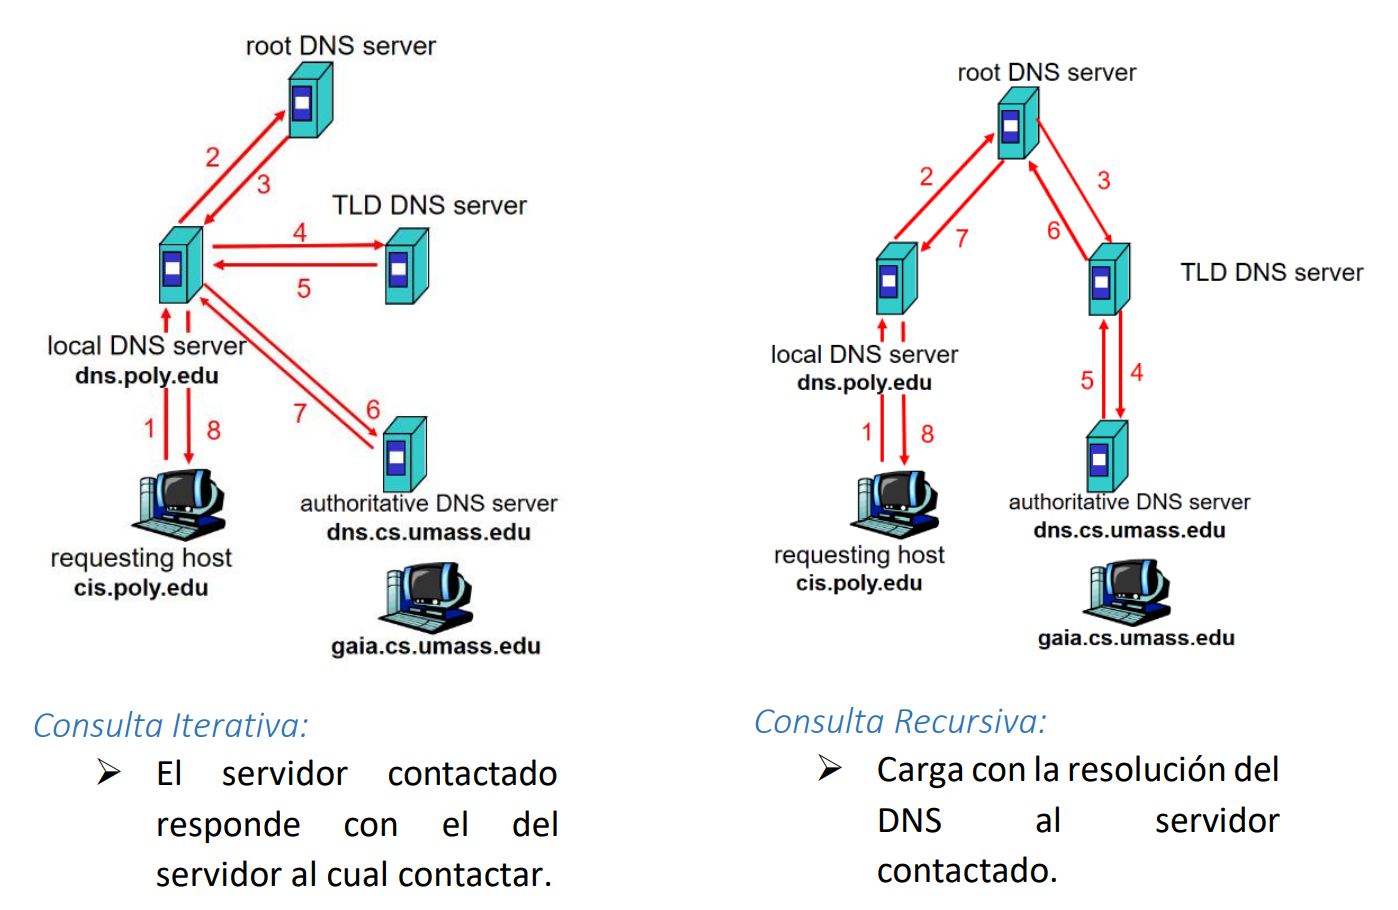 root DNS server
2
3
TLD DNS server
4
5
local DNS server
dns.poly.edu
1
8
7
6
authoritative DNS server
dns.cs.umass.edu
requesting host
cis.poly.edu
gaia.cs.umass.edu
Consulta Iterativa:
➢ El servidor contactado
responde con el del
servidor al cual contactar.
root DNS server
2
3
7
6
TLD DNS server
local DNS server
dns.poly.edu
5
4
1
8
authoritative DNS server
dns.cs.umass.edu
requesting host
cis.poly.edu
gaia.cs.umass.edu
Consulta Recursiva:
➢ Carga con la resolución del
DNS al servidor
contactado.